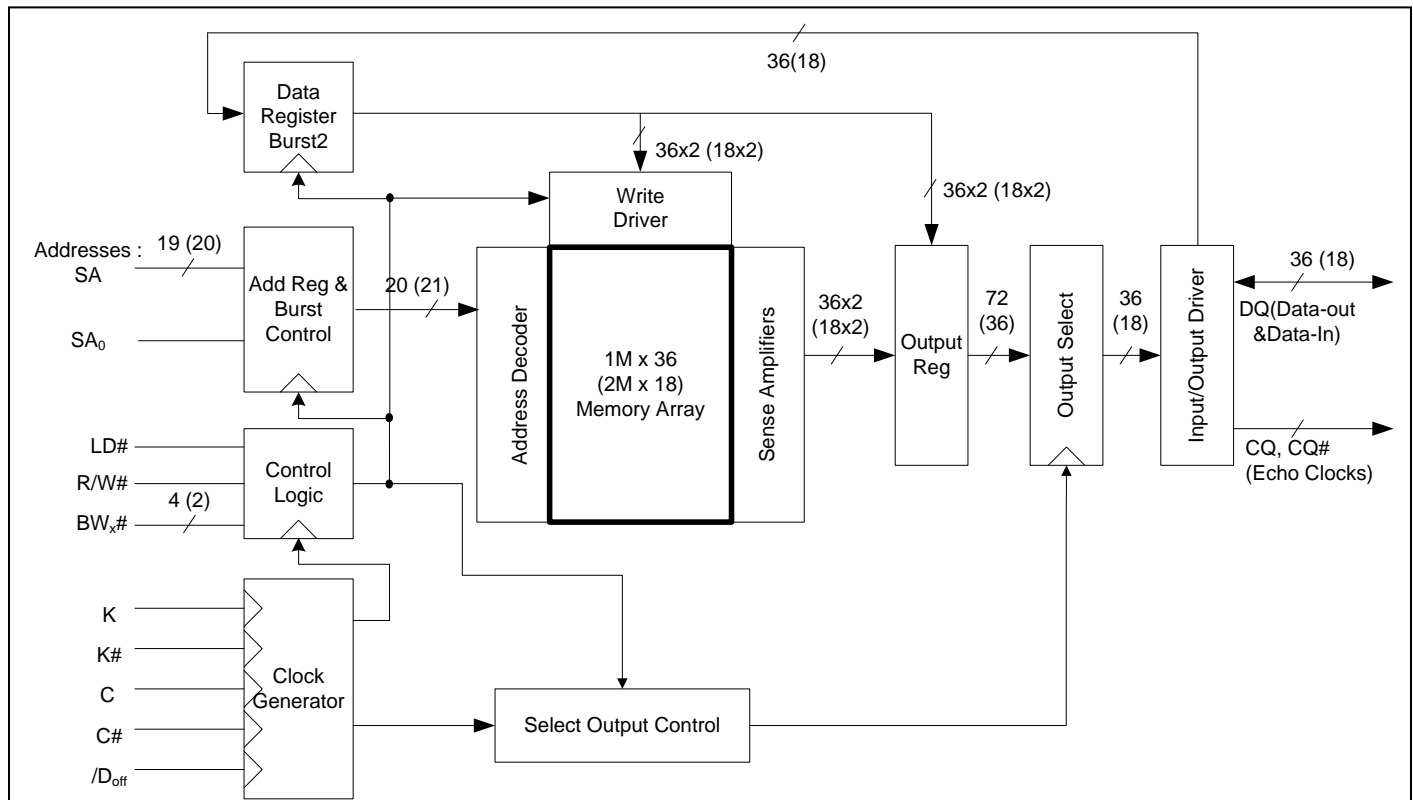 36(18)
Data
Register
Burst2
36x2 (18x2)
Write
Driver
36x2 (18x2)
Addresses :
SA
19 (20)
SA₀
Add Reg &
Burst
Control
20 (21)
Address Decoder
1M x 36
(2M x 18)
Memory Array
Sense Amplifiers
36x2
(18x2)
Output
Reg
72
(36)
Output Select
36
(18)
Input/Output Driver
36 (18)
DQ(Data-out
&Data-In)
CQ, CQ#
(Echo Clocks)
LD#
R/W#
BWₓ#
4 (2)
Control
Logic
K
K#
C
C#
/Doff
Clock
Generator
Select Output Control